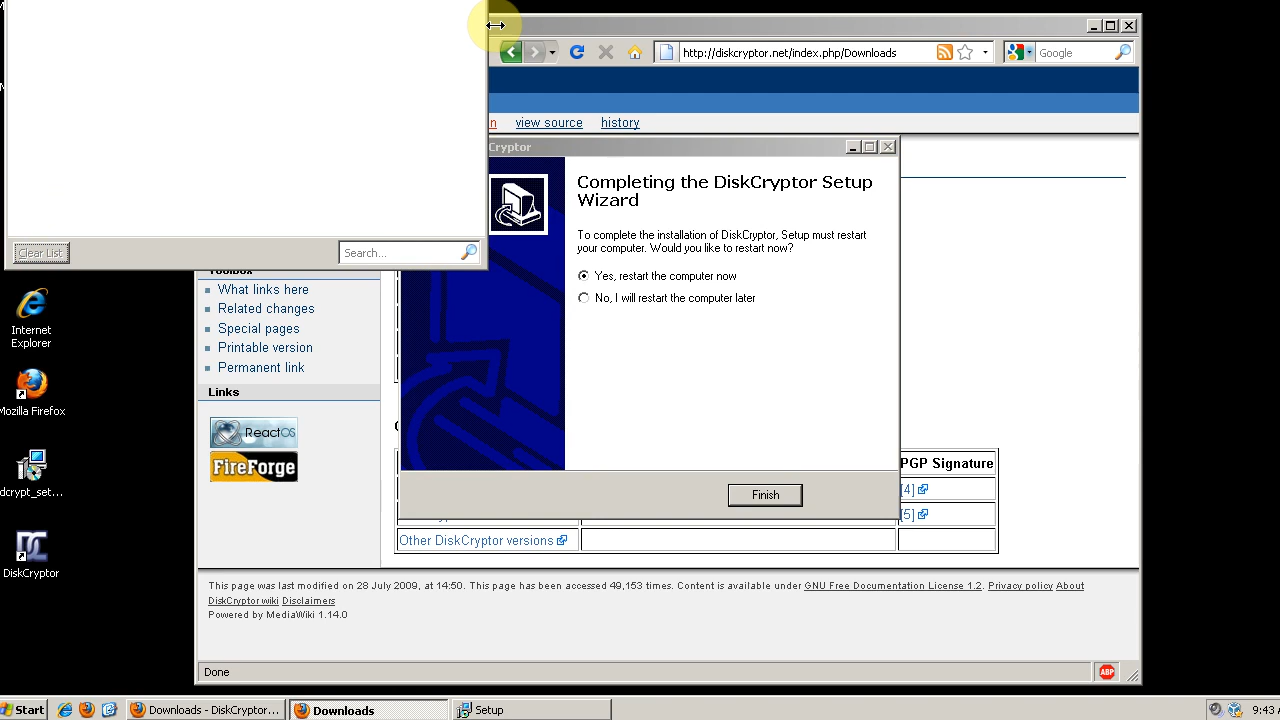 http://diskcryptor.net/index.php/Downloads
Google
n
view source
history
Cryptor
Completing the DiskCryptor Setup
Wizard
To complete the installation of DiskCryptor, Setup must restart
your computer. Would you like to restart now?
Yes, restart the computer now
No, I will restart the computer later
Finish
Clear List
Search...
Toolbox
What links here
Related changes
Special pages
Printable version
Permanent link
Links
ReactOS
FireForge
PGP Signature
[4]
[5]
Other DiskCryptor versions
This page was last modified on 28 July 2009, at 14:50. This page has been accessed 49,153 times. Content is available under GNU Free Documentation License 1.2. Privacy policy About
DiskCryptor wiki Disclaimers
Powered by MediaWiki 1.14.0
Done
ABP
Internet
Explorer
Mozilla Firefox
dcrypt_set...
DiskCryptor
Start
Downloads - DiskCryptor...
Downloads
Setup
9:43